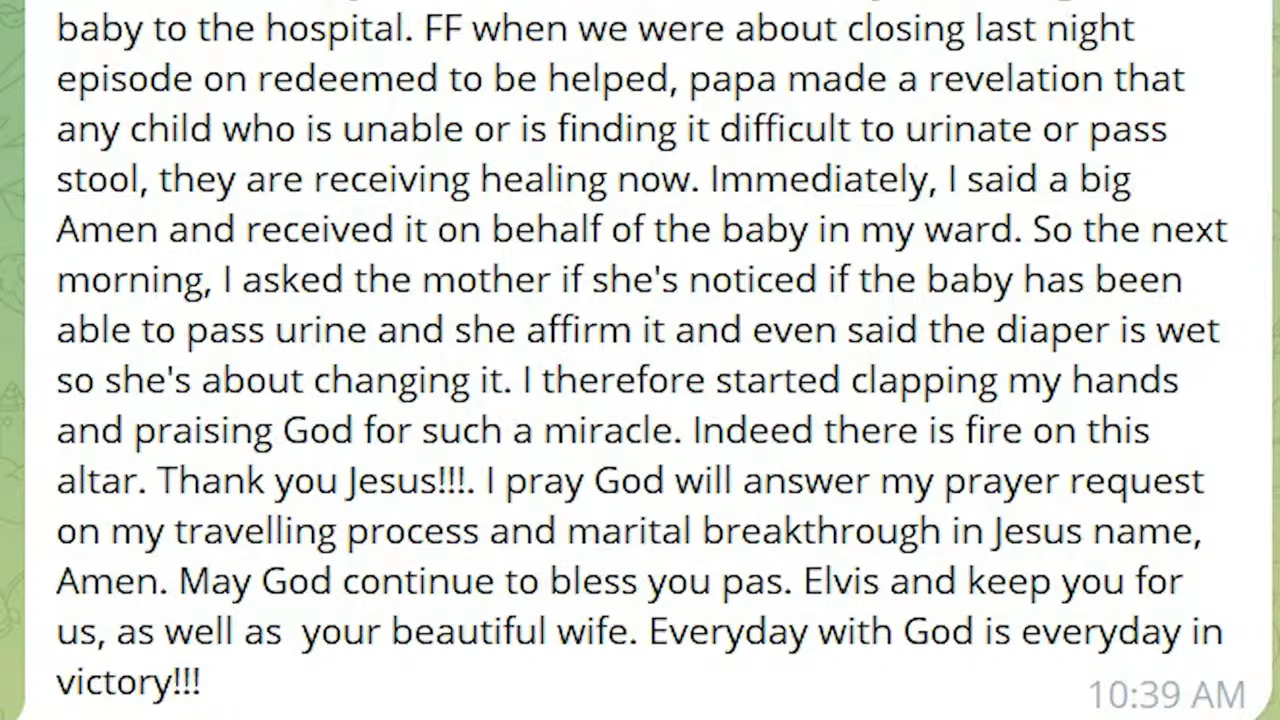 baby to the hospital. FF when we were about closing last night
episode on redeemed to be helped, papa made a revelation that
any child who is unable or is finding it difficult to urinate or pass
stool, they are receiving healing now. Immediately, I said a big
Amen and received it on behalf of the baby in my ward. So the next
morning, I asked the mother if she's noticed if the baby has been
able to pass urine and she affirm it and even said the diaper is wet
so she's about changing it. I therefore started clapping my hands
and praising God for such a miracle. Indeed there is fire on this
altar. Thank you Jesus!!!. I pray God will answer my prayer request
on my travelling process and marital breakthrough in Jesus name,
Amen. May God continue to bless you pas. Elvis and keep you for
us, as well as  your beautiful wife. Everyday with God is everyday in
victory!!!
10:39 AM